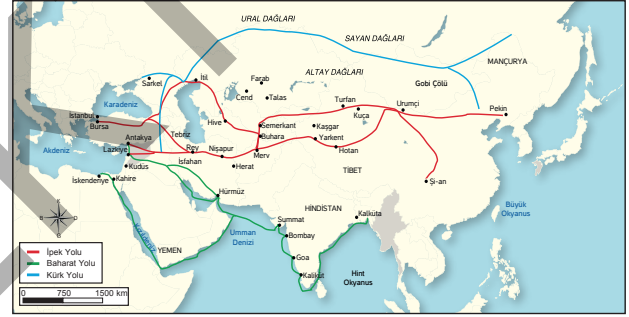 URAL DAĞLARI
SAYAN DAĞLARI
MANÇURYA
ALTAY DAĞLARI
Gobi Çölü
Sarkel
İtil
Farab
Cend
Talas
Turfan
Kuça
Urumçi
Pekin
Karadeniz
İstanbul
Bursa
Hive
Semerkant
Kaşgar
Buhara
Yarkent
Tebriz
Antakya
Akdeniz
Lazkiye
Rey
Nişapur
Merv
Hotan
İsfahan
Herat
Kudüs
TİBET
İskenderiye
Kahire
Şi-an
Hürmüz
HİNDİSTAN
Kalküta
Büyük
Okyanus
Summat
Umman
Denizi
Bombay
Kızıldeniz
YEMEN
Goa
Kaliküt
Hint
Okyanus
K
B
D
G
İpek Yolu
Baharat Yolu
Kürk Yolu
0 750 1500 km